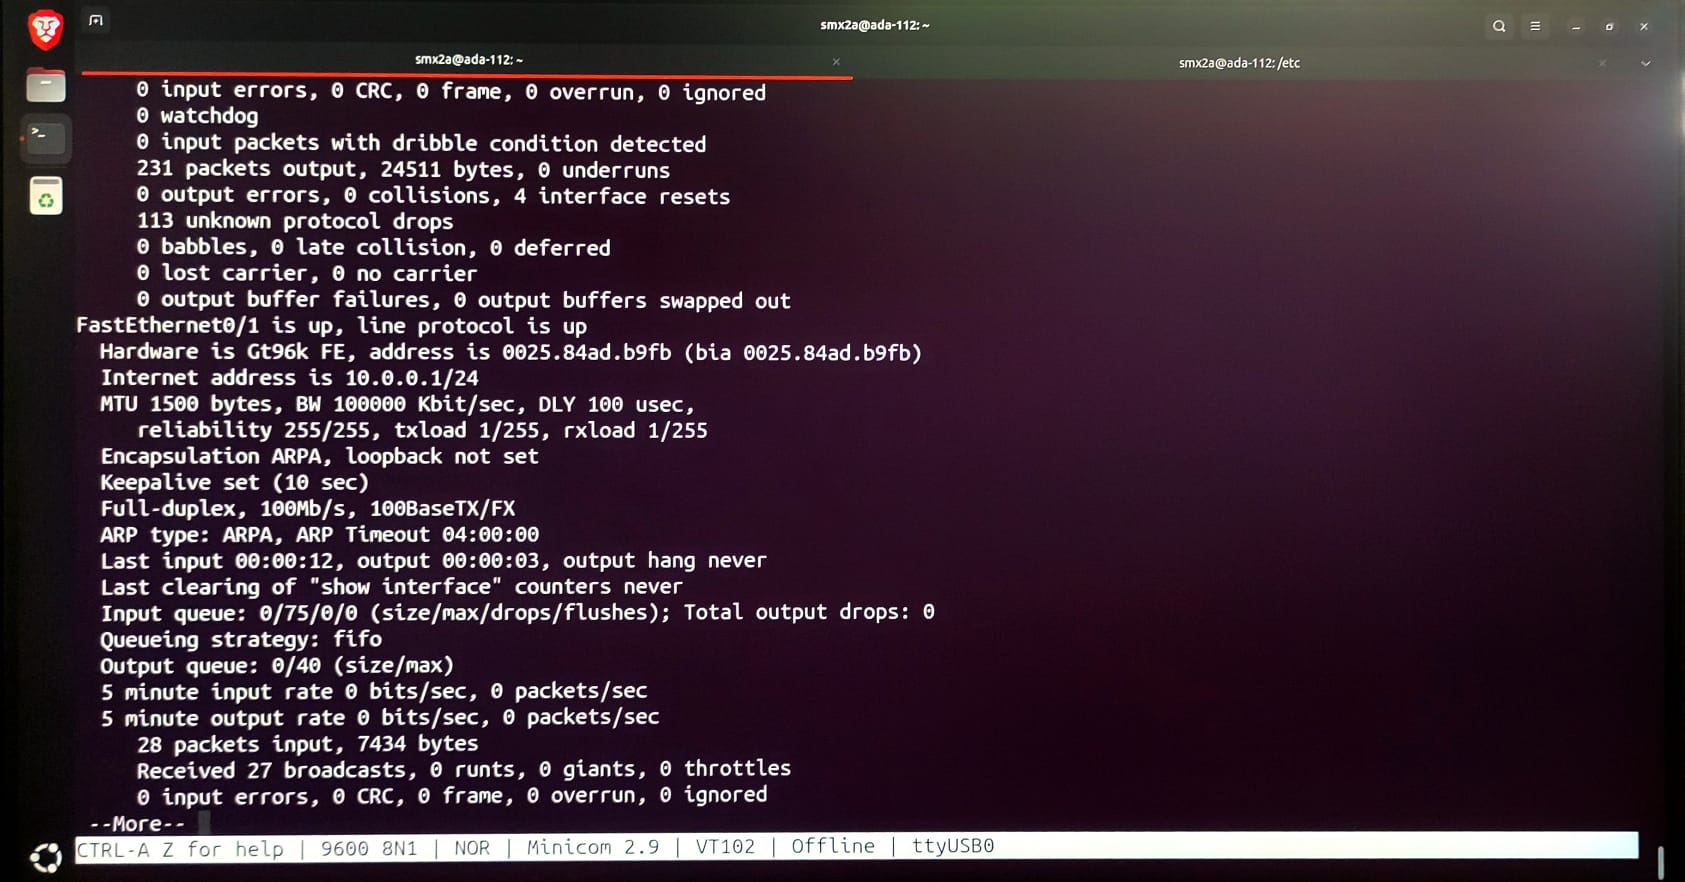 smx2a@ada-112: ~
smx2a@ada-112: ~
smx2a@ada-112: /etc
0 input errors, 0 CRC, 0 frame, 0 overrun, 0 ignored
0 watchdog
0 input packets with dribble condition detected
231 packets output, 24511 bytes, 0 underruns
0 output errors, 0 collisions, 4 interface resets
113 unknown protocol drops
0 babbles, 0 late collision, 0 deferred
0 lost carrier, 0 no carrier
0 output buffer failures, 0 output buffers swapped out
FastEthernet0/1 is up, line protocol is up
Hardware is Gt96k FE, address is 0025.84ad.b9fb (bia 0025.84ad.b9fb)
Internet address is 10.0.0.1/24
MTU 1500 bytes, BW 100000 Kbit/sec, DLY 100 usec,
reliability 255/255, txload 1/255, rxload 1/255
Encapsulation ARPA, loopback not set
Keepalive set (10 sec)
Full-duplex, 100Mb/s, 100BaseTX/FX
ARP type: ARPA, ARP Timeout 04:00:00
Last input 00:00:12, output 00:00:03, output hang never
Last clearing of "show interface" counters never
Input queue: 0/75/0/0 (size/max/drops/flushes); Total output drops: 0
Queueing strategy: fifo
Output queue: 0/40 (size/max)
5 minute input rate 0 bits/sec, 0 packets/sec
5 minute output rate 0 bits/sec, 0 packets/sec
28 packets input, 7434 bytes
Received 27 broadcasts, 0 runts, 0 giants, 0 throttles
0 input errors, 0 CRC, 0 frame, 0 overrun, 0 ignored
--More--
CTRL-A Z for help | 9600 8N1 | NOR | Minicom 2.9 | VT102 | Offline | ttyUSB0